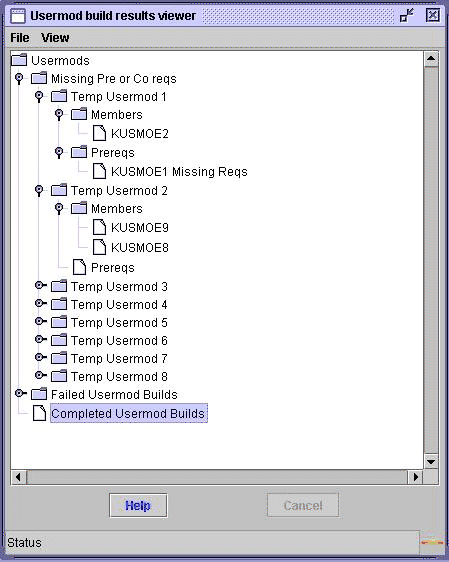 Usermod build results viewer
File View
Usermods
Missing Pre or Co reqs
Temp Usermod 1
Members
KUSMOE2
Prereqs
KUSMOE1 Missing Reqs
Temp Usermod 2
Members
KUSMOE9
KUSMOE8
Prereqs
Temp Usermod 3
Temp Usermod 4
Temp Usermod 5
Temp Usermod 6
Temp Usermod 7
Temp Usermod 8
Failed Usermod Builds
Completed Usermod Builds
Help Cancel
Status